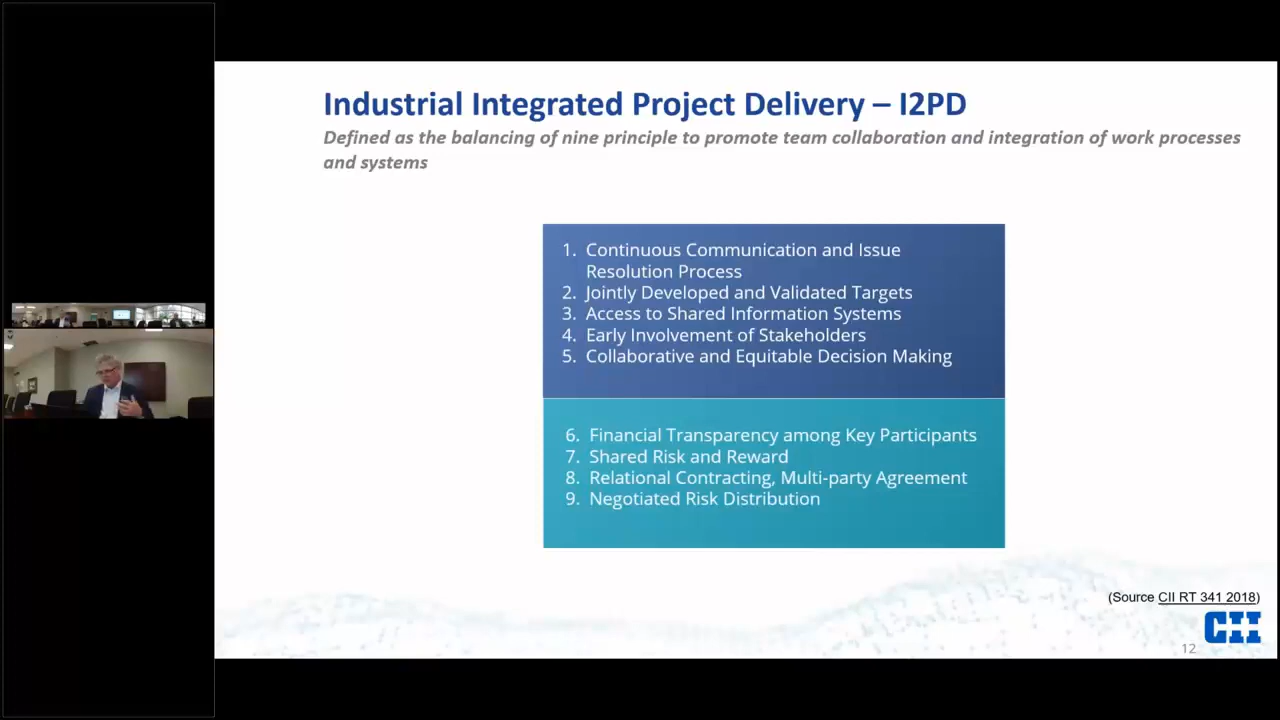 Industrial Integrated Project Delivery – I2PD
Defined as the balancing of nine principle to promote team collaboration and integration of work processes
and systems
1. Continuous Communication and Issue
Resolution Process
2. Jointly Developed and Validated Targets
3. Access to Shared Information Systems
4. Early Involvement of Stakeholders
5. Collaborative and Equitable Decision Making
6. Financial Transparency among Key Participants
7. Shared Risk and Reward
8. Relational Contracting, Multi-party Agreement
9. Negotiated Risk Distribution
(Source CII RT 341 2018)
CII
12